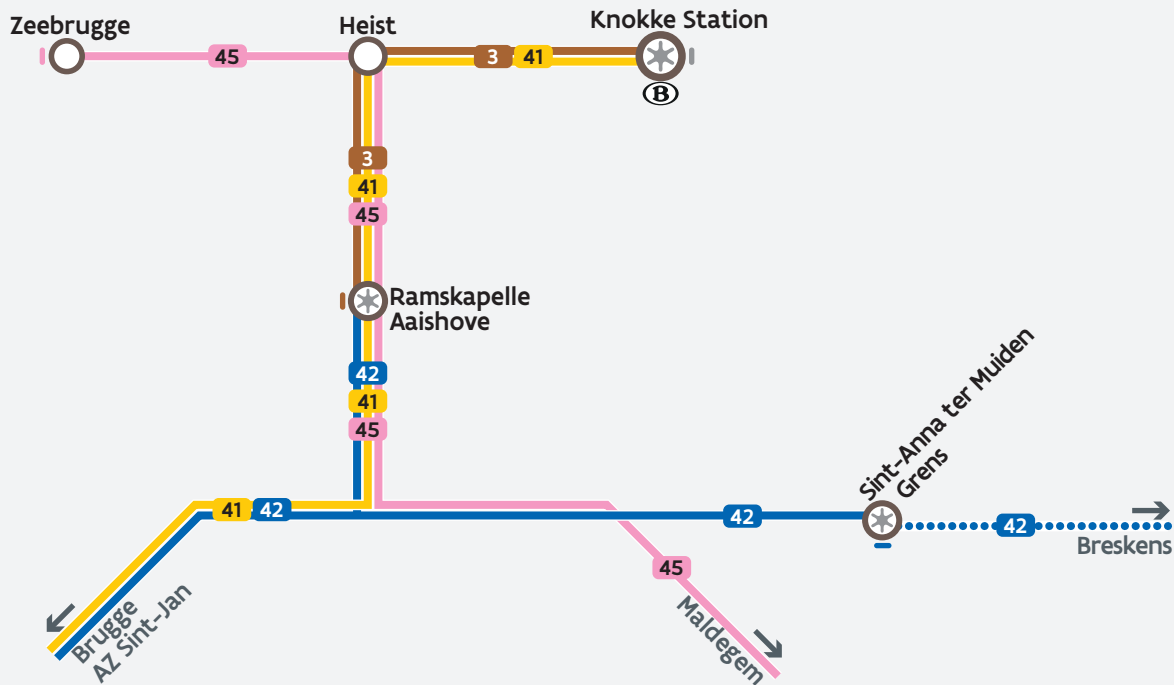 Zeebrugge
Heist
Knokke Station
45
3
41
B
3
41
45
Ramskapelle
Aaishove
42
41
45
Sint-Anna ter Muiden
Grens
41
42
42
42
Breskens
45
Brugge
AZ Sint-Jan
Maldegem